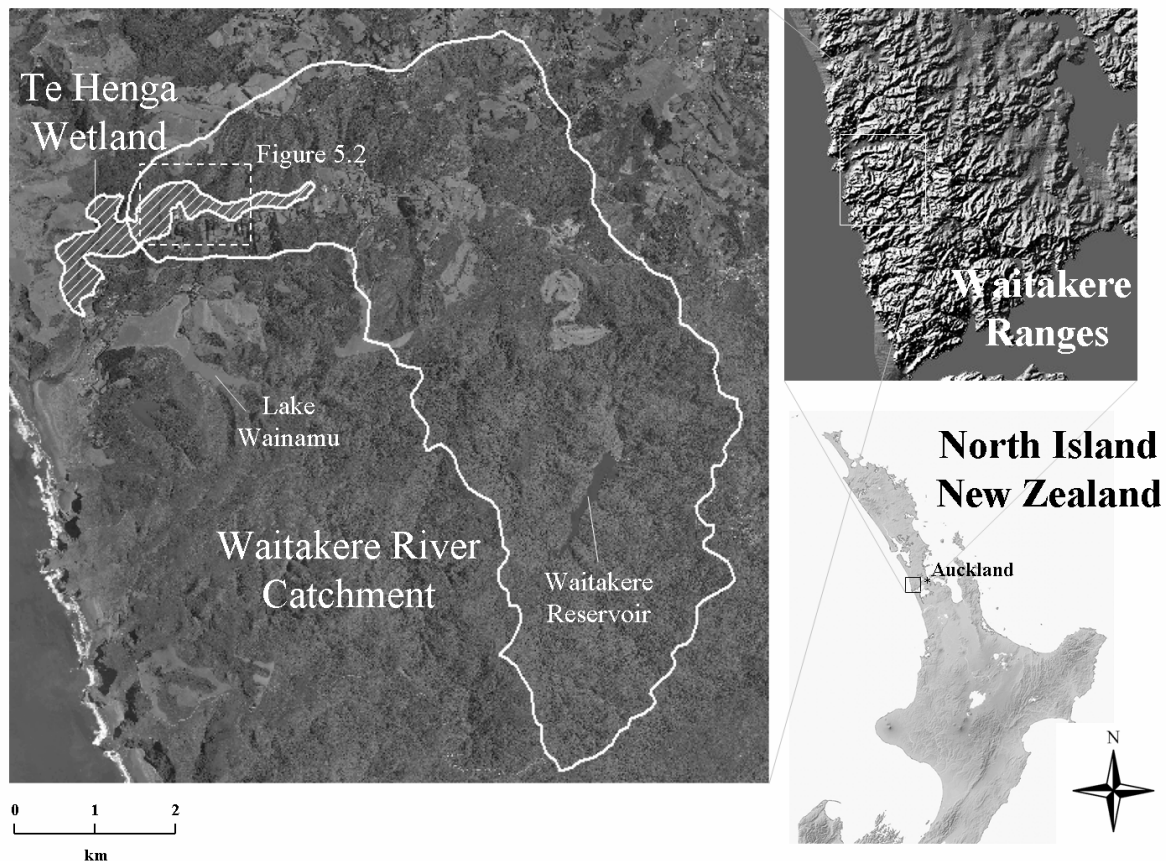 Te Henga
Wetland
Figure 5.2
Lake
Wainamu
Waitakere River
Catchment
Waitakere
Reservoir
0 1 2
km
Waitakere
Ranges
North Island
New Zealand
Auckland
N